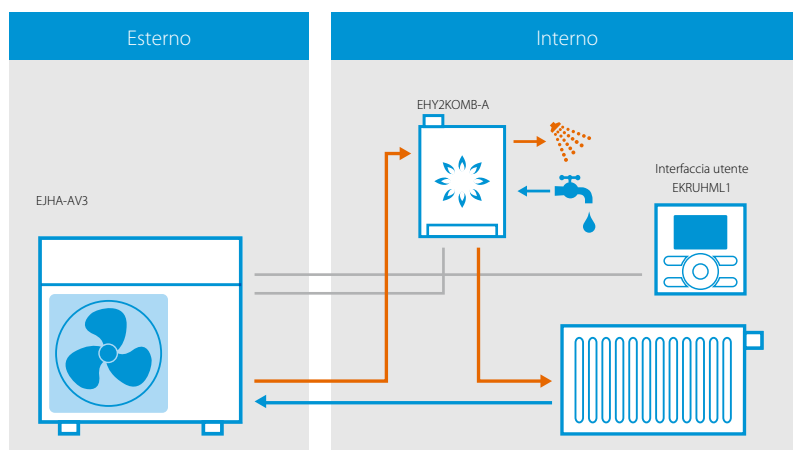 Esterno
Interno
EHY2KOMB-A
Interfaccia utente
EKRUHML1
EJHA-AV3